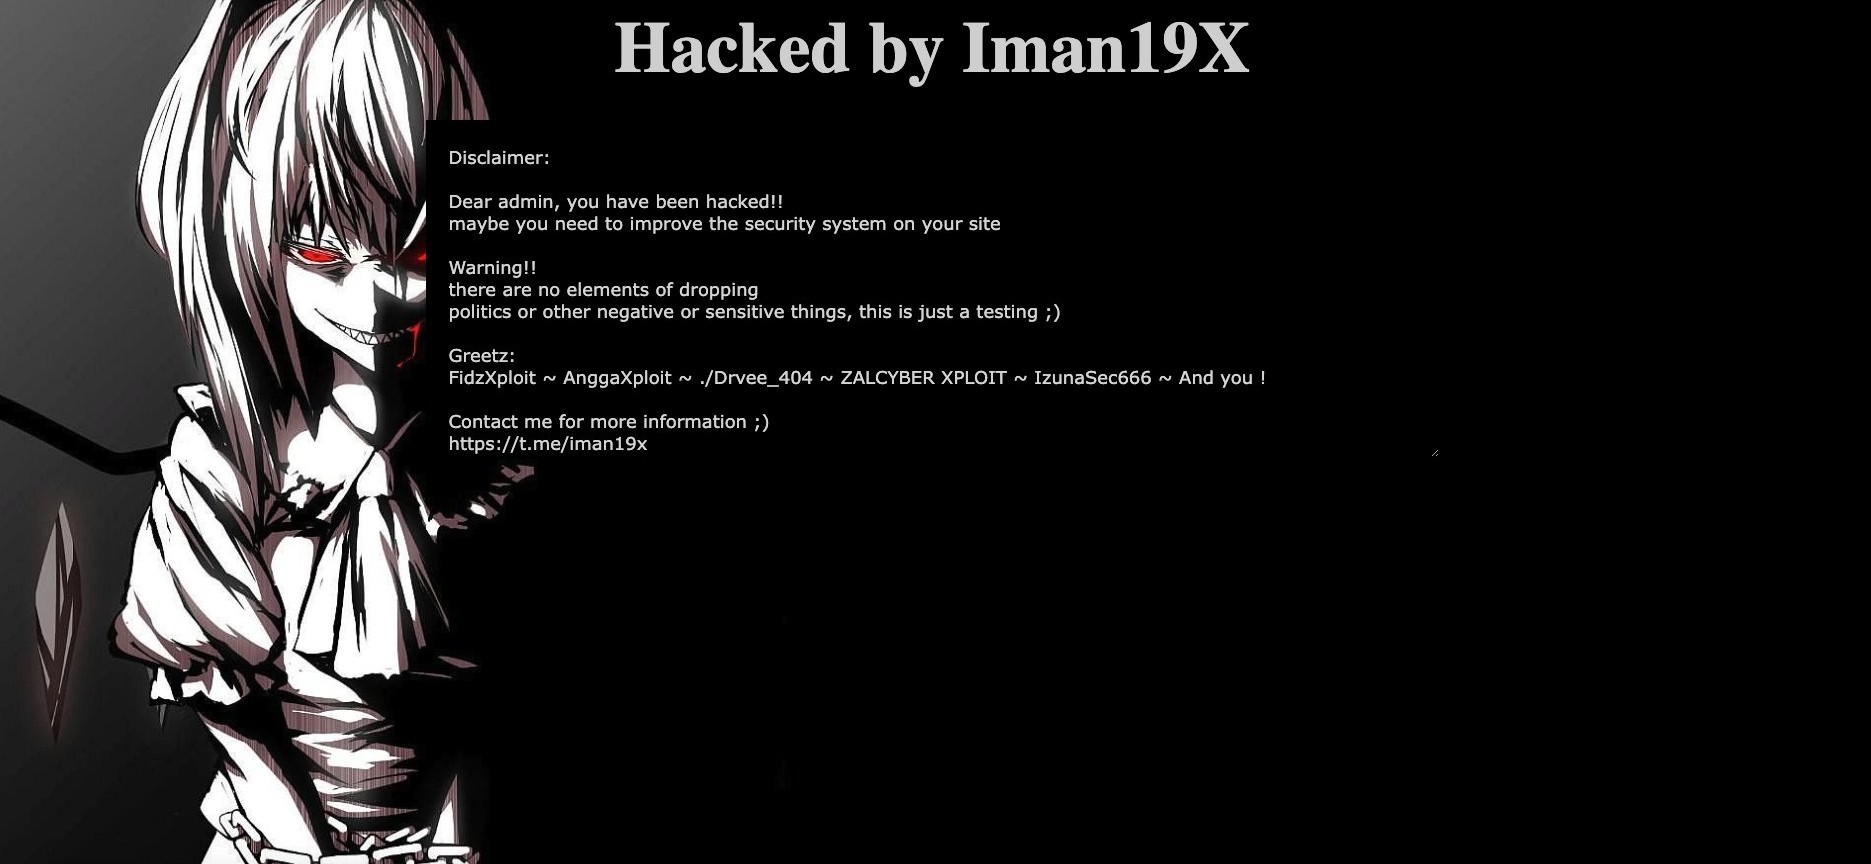 Hacked by Iman19X
Disclaimer:
Dear admin, you have been hacked!!
maybe you need to improve the security system on your site
Warning!!
there are no elements of dropping
politics or other negative or sensitive things, this is just a testing ;)
Greetz:
FidzXploit ~ AnggaXploit ~ ./Drvee_404 ~ ZALCYBER XPLOIT ~ IzunaSec666 ~ And you !
Contact me for more information ;)
https://t.me/iman19x